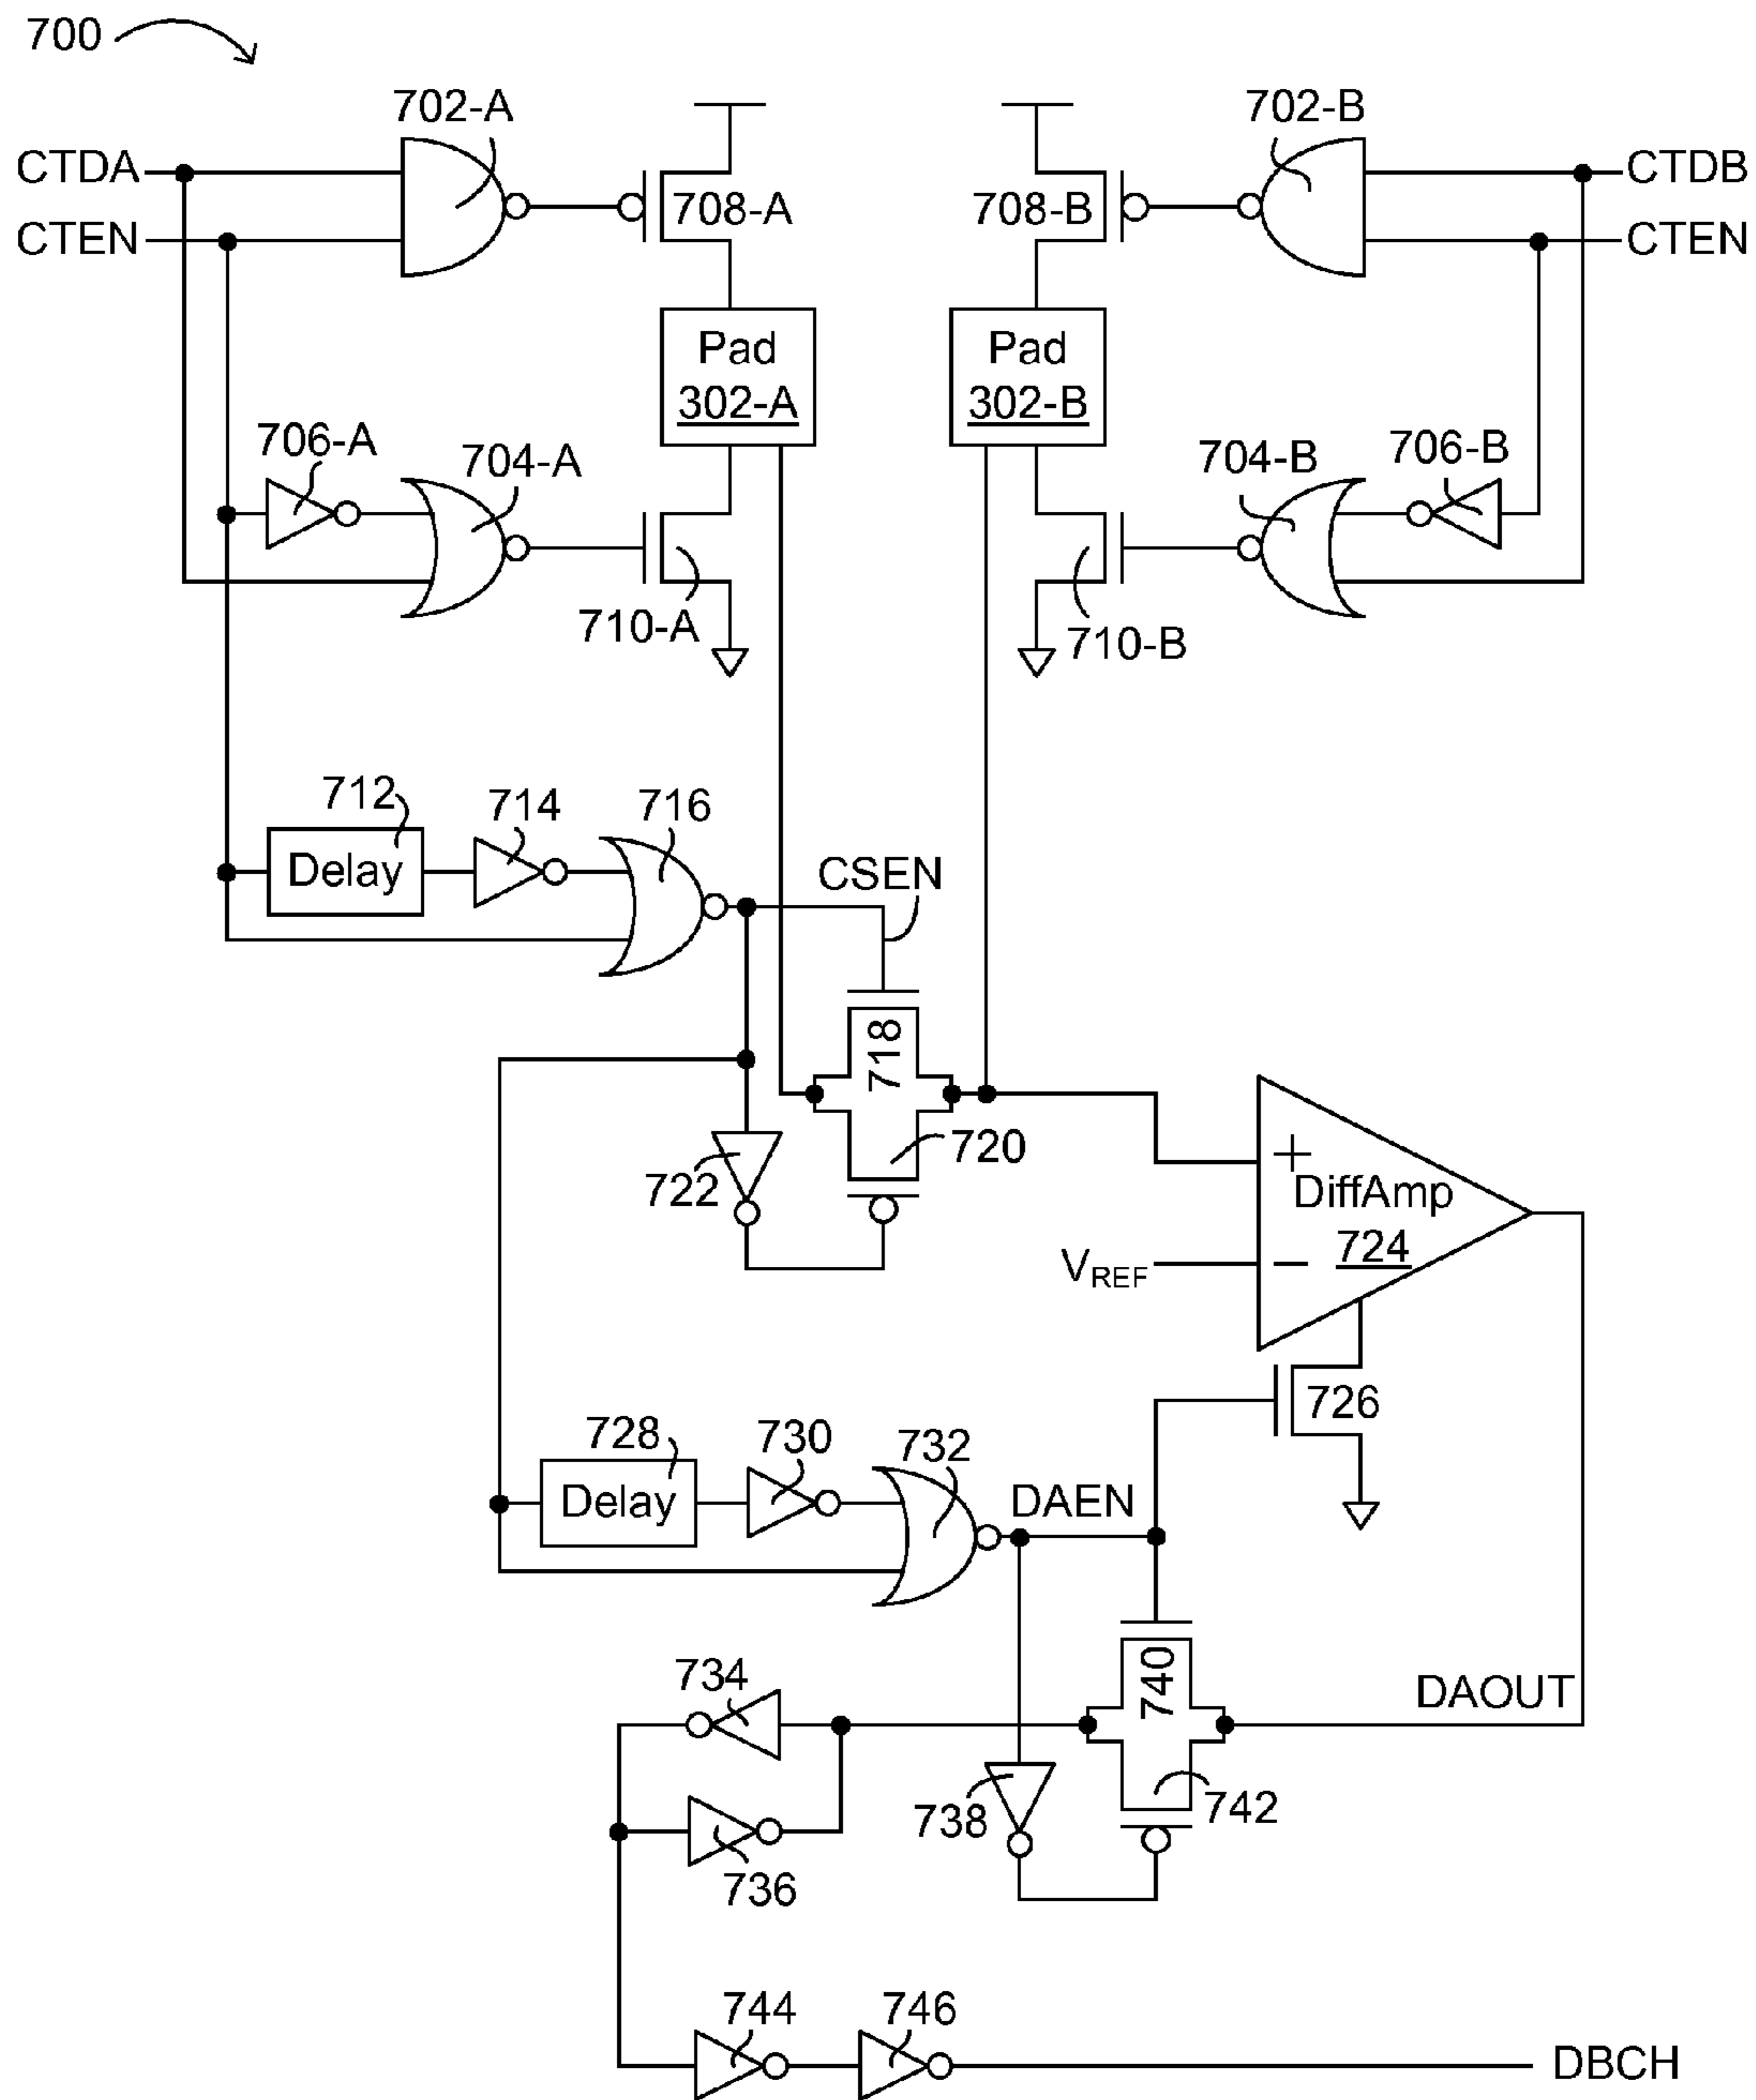 700
702-A
702-B
CTDA
CTDB
708-A
708-B
CTEN
CTEN
Pad
302-A
Pad
302-B
706-A
704-A
704-B
706-B
710-A
710-B
712
714
716
Delay
CSEN
718
720
722
DiffAmp
724
VREF
726
728
730
732
Delay
DAEN
734
740
DAOUT
738
742
736
744
746
DBCH